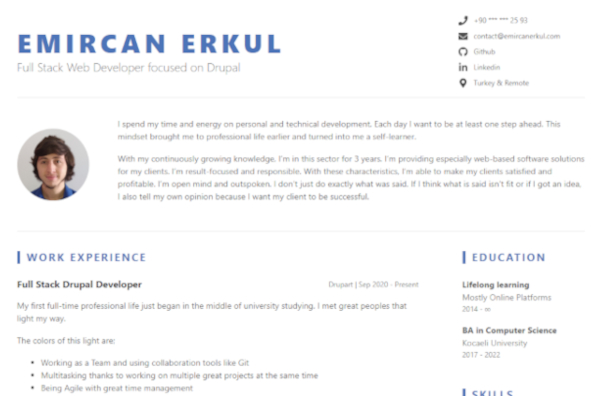 EMIRCAN ERKUL
Full Stack Web Developer focused on Drupal
+90 *** *** 25 93
contact@emircanerkul.com
Github
Linkedin
Turkey & Remote
I spend my time and energy on personal and technical development. Each day I want to be at least one step ahead. This
mindset brought me to professional life earlier and turned into me a self-learner.
With my continuously growing knowledge, I'm in this sector for 3 years. I'm providing especially web-based software solutions
for my clients. I'm result-focused and responsible. With these characteristics, I'm able to make my clients satisfied and
profitable. I'm open mind and outspoken. I don't just do exactly what was said. If I think what is said isn't fit or if I got an idea,
I also tell my own opinion because I want my client to be successful.
WORK EXPERIENCE
Full Stack Drupal Developer
Drupart | Sep 2020 - Present
My first full-time professional life just began in the middle of university studying. I met great peoples that
light my way.
The colors of this light are:
▪ Working as a Team and using collaboration tools like Git
▪ Multitasking thanks to working on multiple great projects at the same time
▪ Being Agile with great time management
EDUCATION
Lifelong learning
Mostly Online Platforms
2014 - ∞
BA in Computer Science
Kocaeli University
2017 - 2022
SKILLS